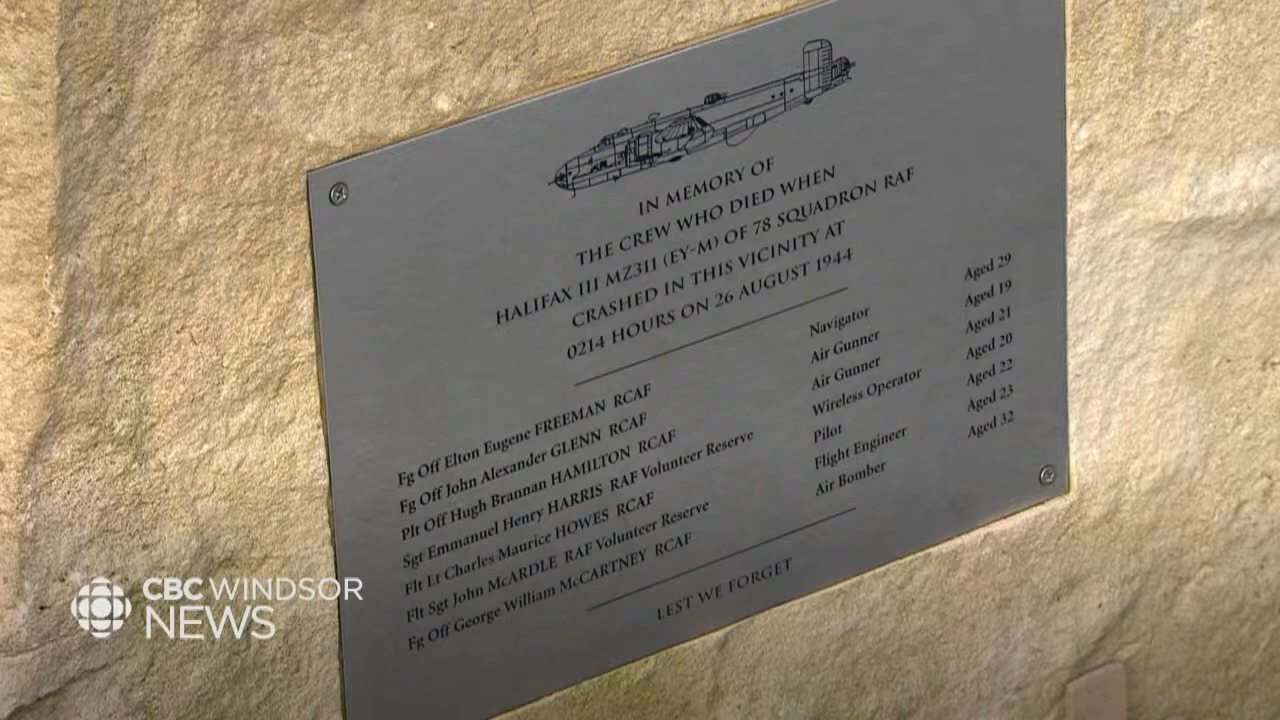 IN MEMORY OF
THE CREW WHO DIED WHEN
HALIFAX III MZ311 (EY-M) OF 78 SQUADRON RAF
CRASHED IN THIS VICINITY AT
0214 HOURS ON 26 AUGUST 1944
Fg Off Elton Eugene FREEMAN RCAF Navigator Aged 29
Fg Off John Alexander GLENN RCAF Air Gunner Aged 19
Plt Off Hugh Brannan HAMILTON RCAF Air Gunner Aged 21
Sgt Emmanuel Henry HARRIS RAF Volunteer Reserve Wireless Operator Aged 20
Flt Lt Charles Maurice HOWES RCAF Pilot Aged 22
Flt Sgt John McARDLE RAF Volunteer Reserve Flight Engineer Aged 23
Fg Off George William McCARTNEY RCAF Air Bomber Aged 32
LEST WE FORGET
CBC WINDSOR
NEWS